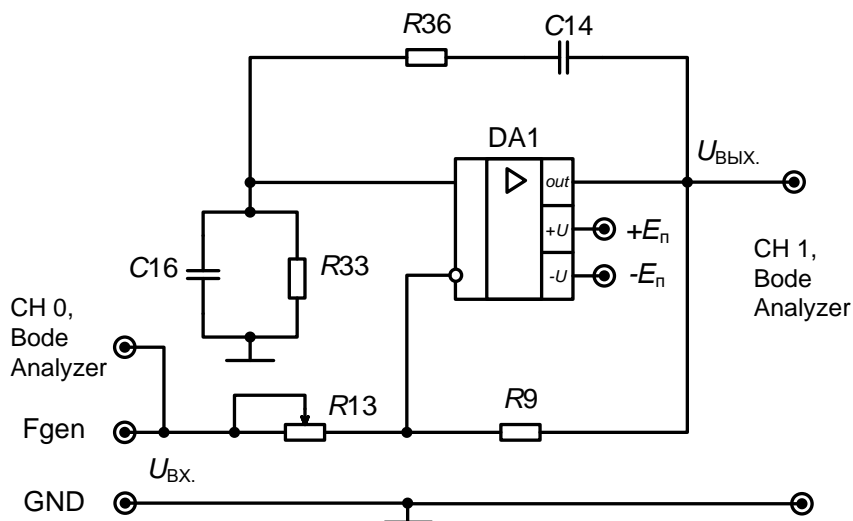 R36
C14
DA1
out
+U
-U
UВЫХ.
+Eп
-Eп
CH 1,
Bode
Analyzer
C16
R33
CH 0,
Bode
Analyzer
R13
R9
Fgen
UВХ.
GND